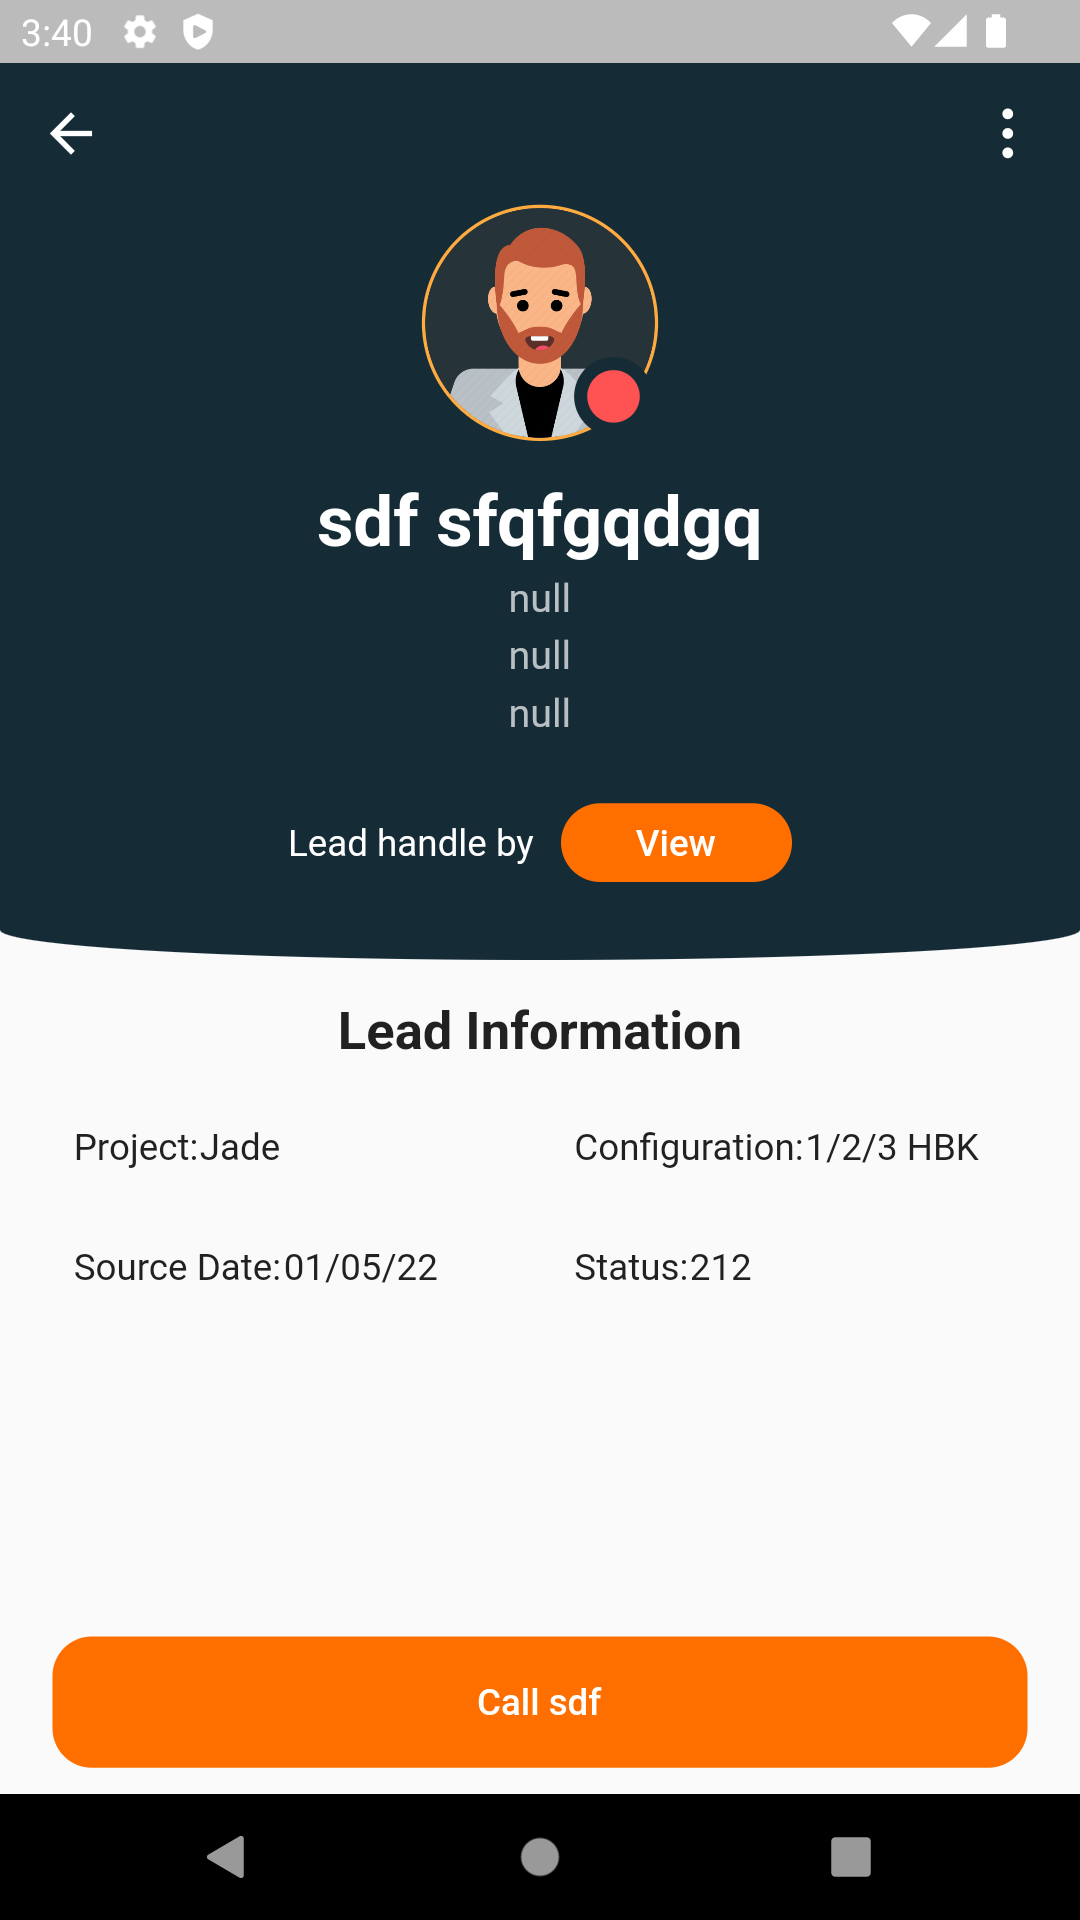 3:40
sdf sfqfgqdgq
null
null
null
Lead handle by View
Lead Information
Project:Jade Configuration:1/2/3 HBK
Source Date:01/05/22 Status:212
Call sdf